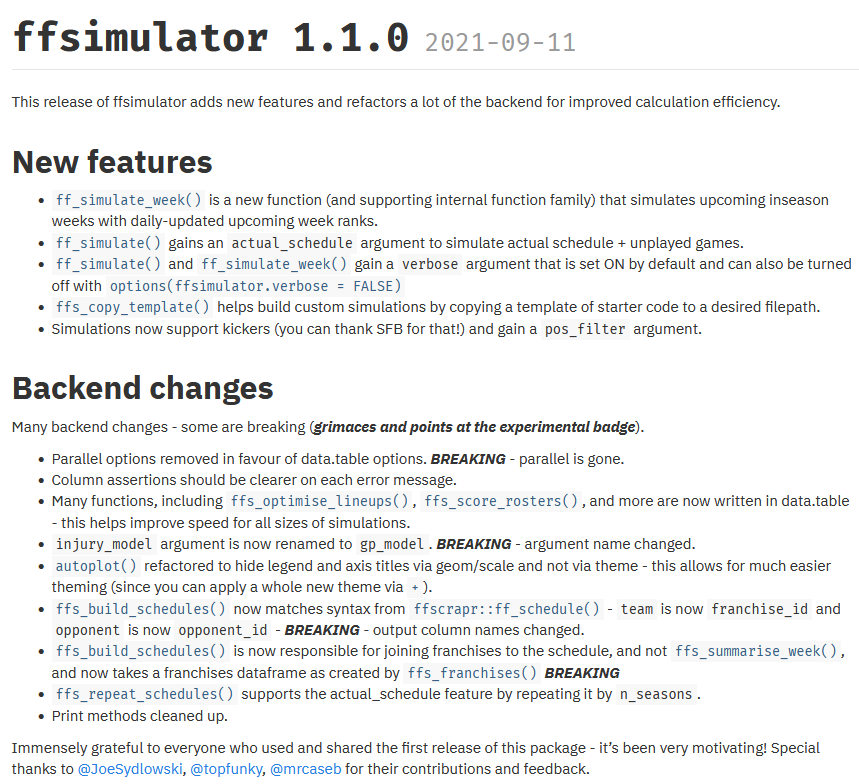 ffsimulator 1.1.0 2021-09-11
This release of ffsimulator adds new features and refactors a lot of the backend for improved calculation efficiency.
New features
• ff_simulate_week() is a new function (and supporting internal function family) that simulates upcoming inseason
weeks with daily-updated upcoming week ranks.
• ff_simulate() gains an actual_schedule argument to simulate actual schedule + unplayed games.
• ff_simulate() and ff_simulate_week() gain a verbose argument that is set ON by default and can also be turned
off with options(ffsimulator.verbose = FALSE)
• ffs_copy_template() helps build custom simulations by copying a template of starter code to a desired filepath.
• Simulations now support kickers (you can thank SFB for that!) and gain a pos_filter argument.
Backend changes
Many backend changes - some are breaking (grimaces and points at the experimental badge).
• Parallel options removed in favour of data.table options. BREAKING - parallel is gone.
• Column assertions should be clearer on each error message.
• Many functions, including ffs_optimise_lineups(), ffs_score_rosters(), and more are now written in data.table
- this helps improve speed for all sizes of simulations.
• injury_model argument is now renamed to gp_model. BREAKING - argument name changed.
• autoplot() refactored to hide legend and axis titles via geom/scale and not via theme - this allows for much easier
theming (since you can apply a whole new theme via +).
• ffs_build_schedules() now matches syntax from ffscrapr::ff_schedule() - team is now franchise_id and
opponent is now opponent_id - BREAKING - output column names changed.
• ffs_build_schedules() is now responsible for joining franchises to the schedule, and not ffs_summarise_week(),
and now takes a franchises dataframe as created by ffs_franchises() BREAKING
• ffs_repeat_schedules() supports the actual_schedule feature by repeating it by n_seasons.
• Print methods cleaned up.
Immensely grateful to everyone who used and shared the first release of this package - it's been very motivating! Special
thanks to @JoeSydlowski, @topfunky, @mrcaseb for their contributions and feedback.